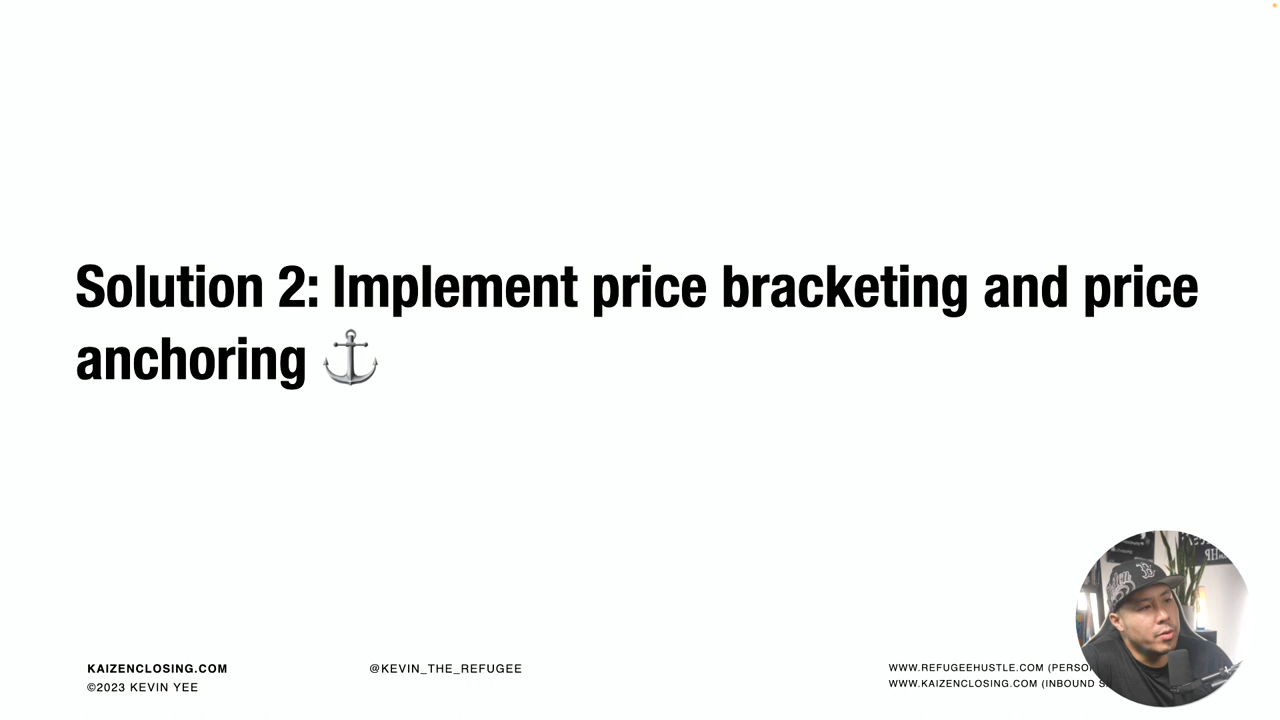 Solution 2: Implement price bracketing and price
anchoring ⚓
KAIZENCLOSING.COM
©2023 KEVIN YEE
@KEVIN_THE_REFUGEE
WWW.REFUGEEHUSTLE.COM
WWW.KAIZENCLOSING.COM (INBOUND